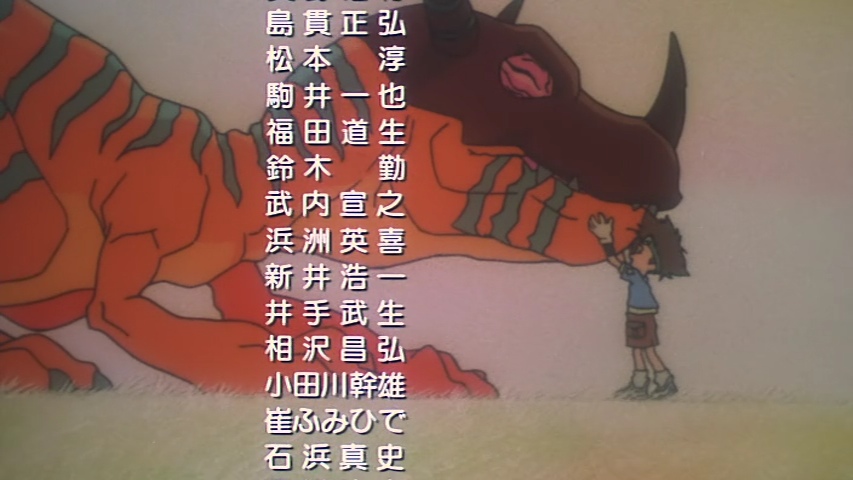 島貫正弘
松本 淳
駒井一也
福田道生
鈴木 勤
武内宣之
浜洲英喜
新井浩一
井手武生
相沢昌弘
小田川幹雄
崔ふみひで
石浜真史